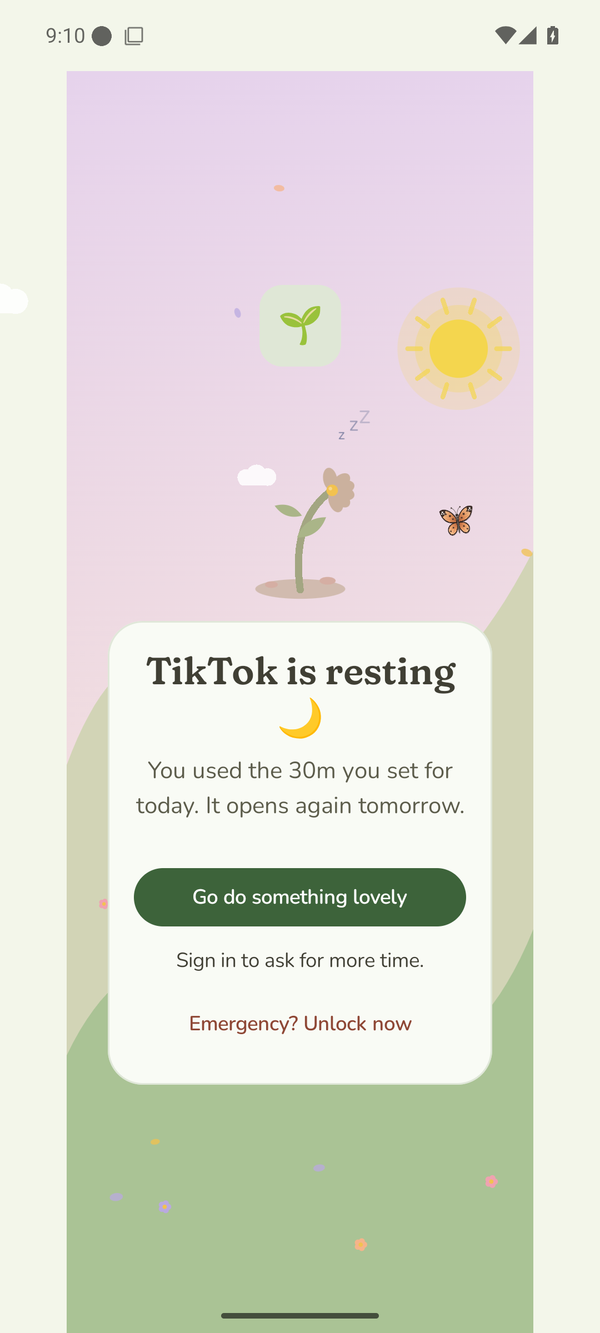 9:10
z z Z
TikTok is resting
🌙
You used the 30m you set for
today. It opens again tomorrow.
Go do something lovely
Sign in to ask for more time.
Emergency? Unlock now